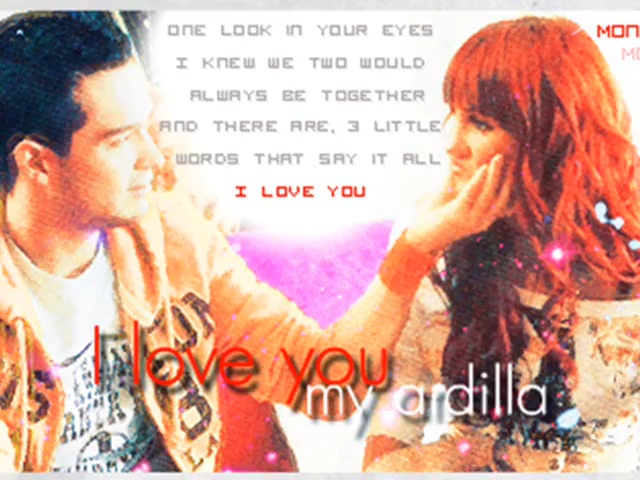 ONE LOOK IN YOUR EYES
I KNEW WE TWO WOULD
ALWAYS BE TOGETHER
AND THERE ARE, 3 LITTLE
WORDS THAT SAY IT ALL
I LOVE YOU
I love you
my ardilla